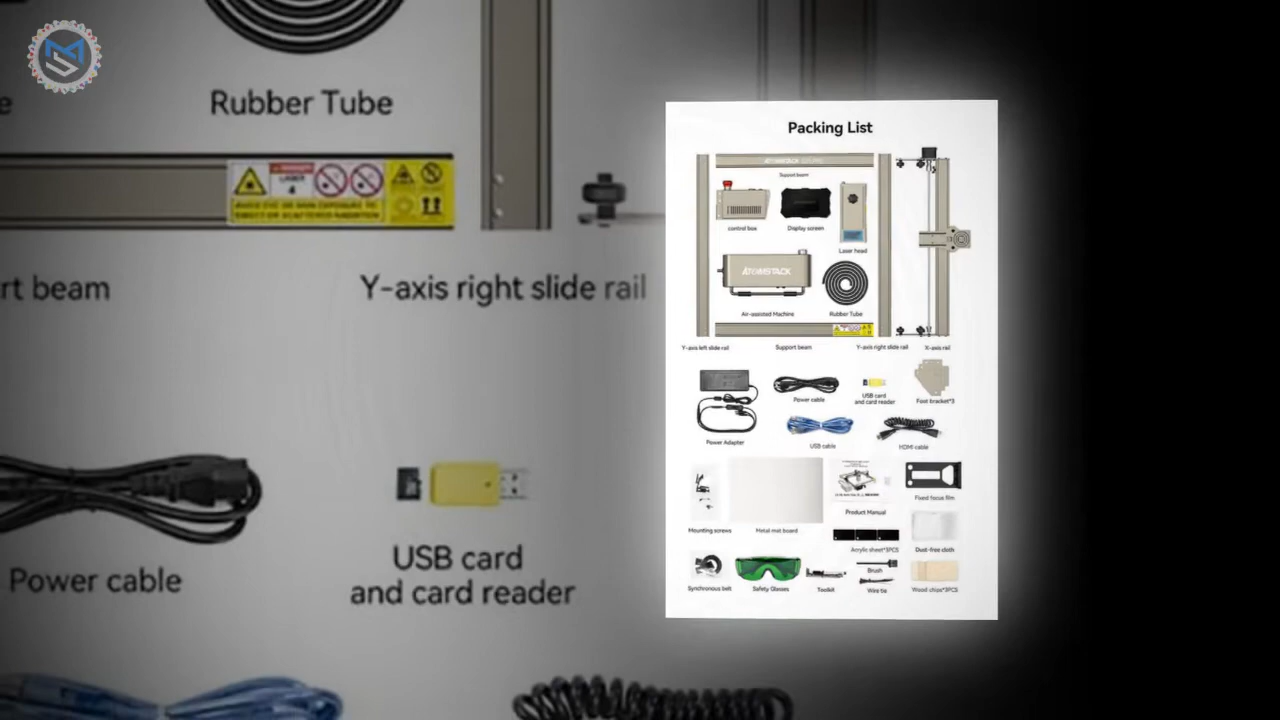 Rubber Tube
rt beam
Y-axis right slide rail
Power cable
USB card
and card reader
Packing List
ATOMSTACK
Support beam
control box
Display screen
Laser head
ATOMSTACK
Air-assisted Machine
Rubber Tube
Y-axis left slide rail
Support beam
Y-axis right slide rail
X-axis rail
Power Adapter
Power cable
USB card
and card reader
Foot bracket*3
USB cable
HDMI cable
Mounting screws
Metal mat board
Product Manual
Fixed focus film
Acrylic sheet*3PCS
Dust-free cloth
Synchronous belt
Safety Glasses
Toolkit
Brush
Wire tie
Wood chips*3PCS